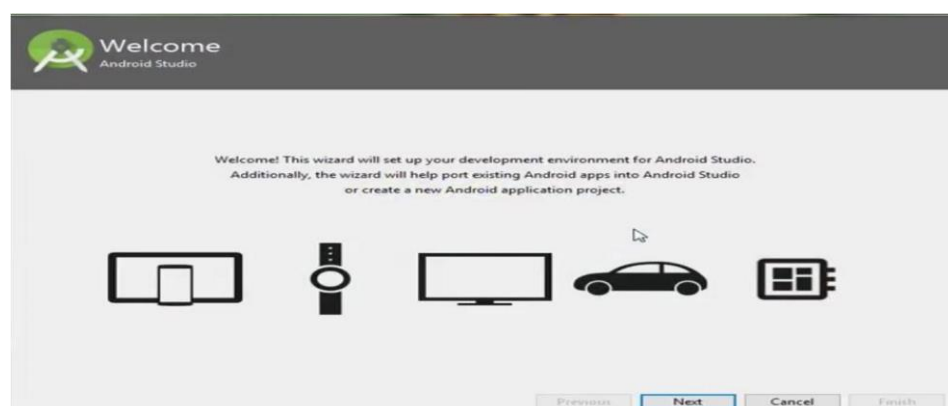 Welcome
Android Studio
Welcome! This wizard will set up your development environment for Android Studio.
Additionally, the wizard will help port existing Android apps into Android Studio
or create a new Android application project.
Previous Next Cancel Finish